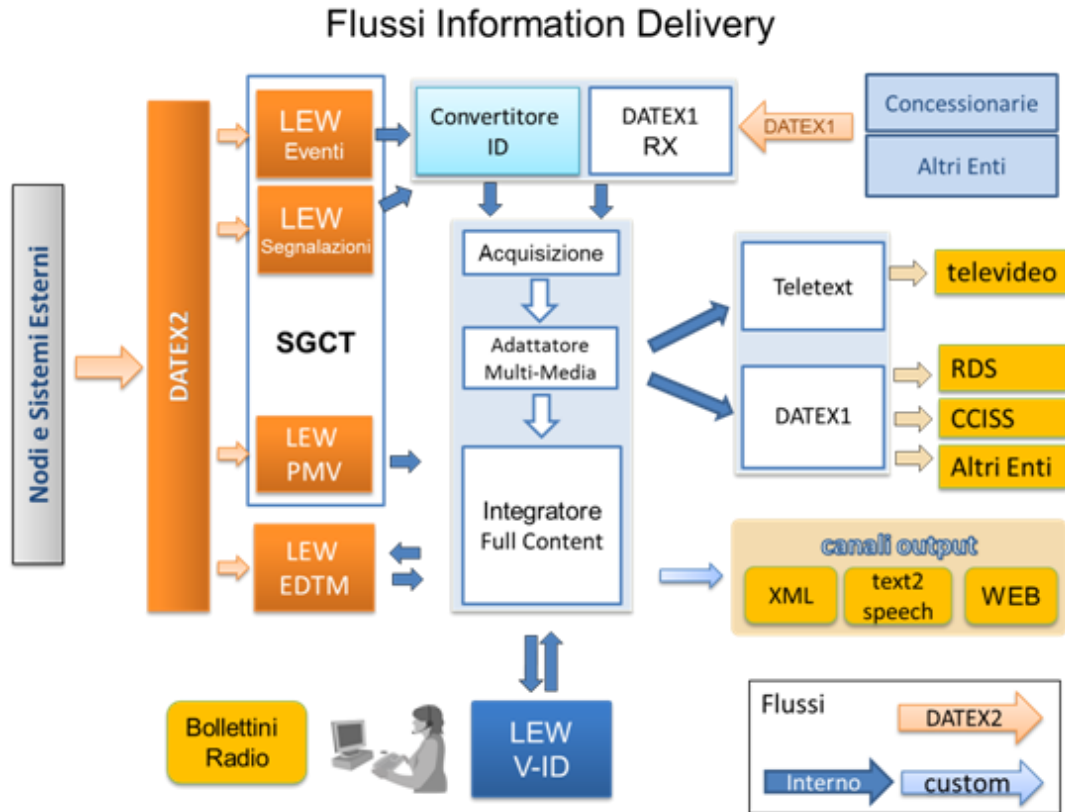 Flussi Information Delivery
Nodi e Sistemi Esterni
DATEX2
LEW
Eventi
LEW
Segnalazioni
SGCT
LEW
PMV
LEW
EDTM
Convertitore
ID
DATEX1
RX
DATEX1
Concessionarie
Altri Enti
Acquisizione
Adattatore
Multi-Media
Integratore
Full Content
Teletext
DATEX1
televideo
RDS
CCISS
Altri Enti
canali output
XML
text2
speech
WEB
Bollettini
Radio
LEW
V-ID
Flussi
DATEX2
Interno
custom